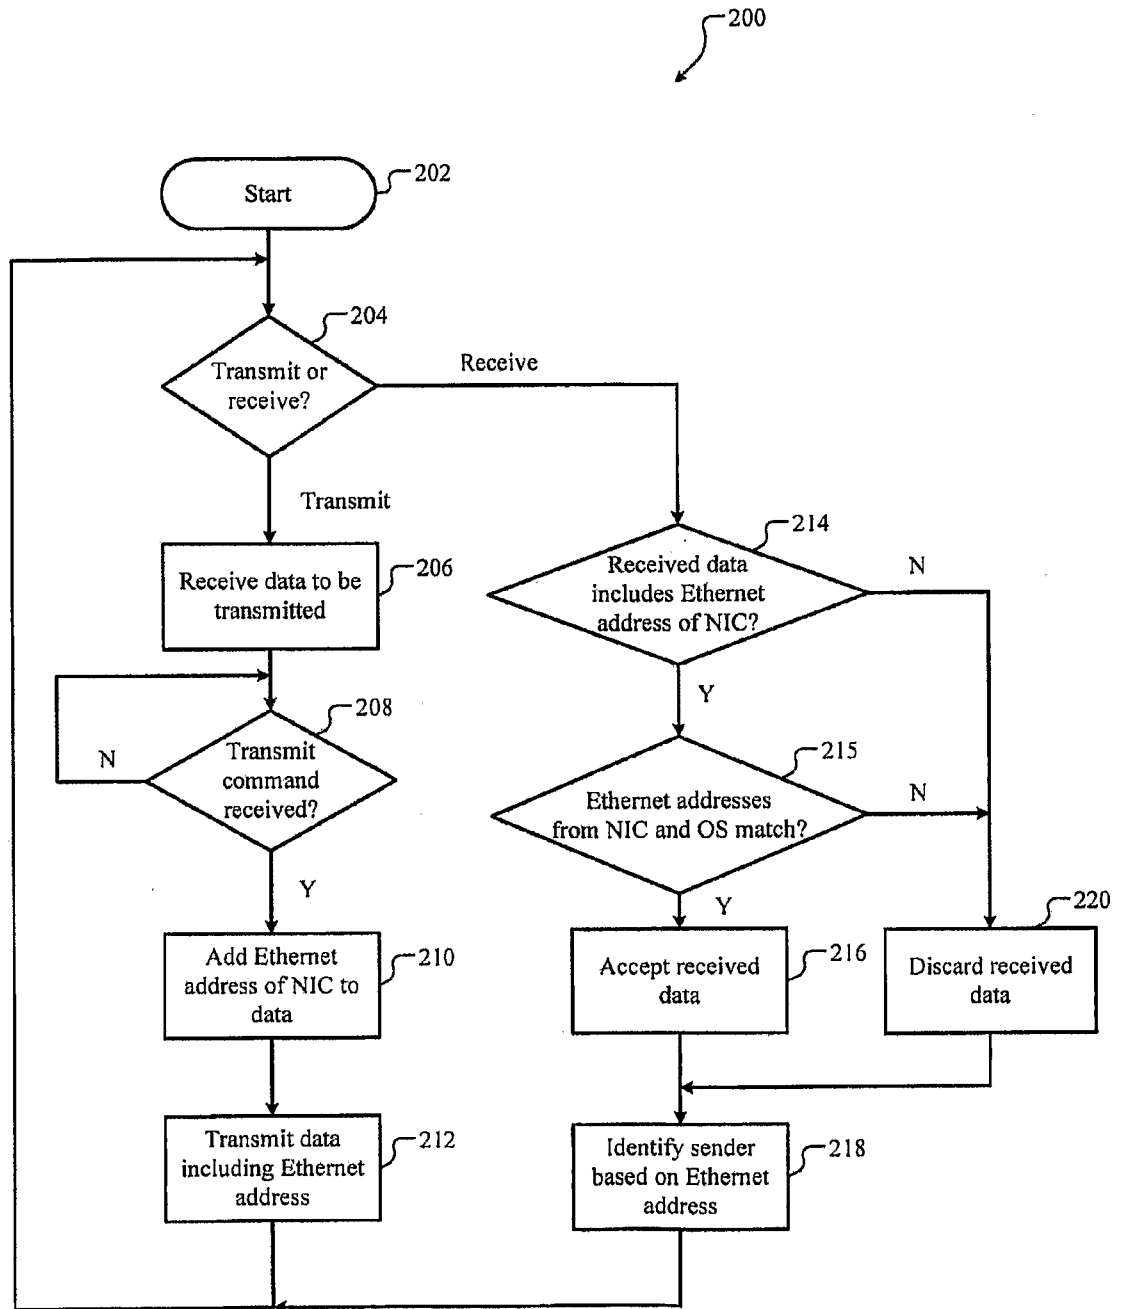 200
Start
202
204
Transmit or
receive?
Receive
Transmit
Receive data to be
transmitted
206
214
Received data
includes Ethernet
address of NIC?
N
Y
208
Transmit
command
received?
N
Y
215
Ethernet addresses
from NIC and OS match?
N
Y
Add Ethernet
address of NIC to
data
210
Accept received
data
216
220
Discard received
data
Transmit data
including Ethernet
address
212
Identify sender
based on Ethernet
address
218